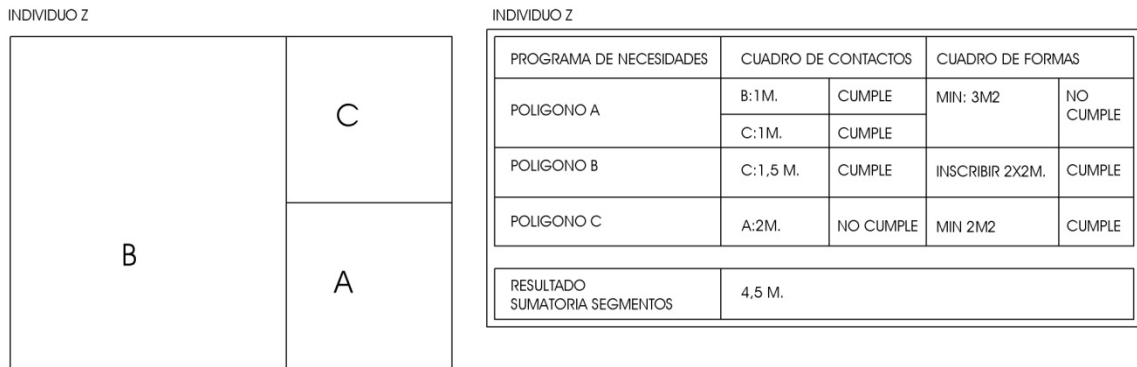 INDIVIDUO Z
C
B
A
INDIVIDUO Z
PROGRAMA DE NECESIDADES CUADRO DE CONTACTOS CUADRO DE FORMAS
POLIGONO A
B:1M. CUMPLE
C:1M. CUMPLE
MIN: 3M2
NO
CUMPLE
POLIGONO B C:1,5 M. CUMPLE INSCRIBIR 2X2M. CUMPLE
POLIGONO C A:2M. NO CUMPLE MIN 2M2 CUMPLE
RESULTADO
SUMATORIA SEGMENTOS
4,5 M.